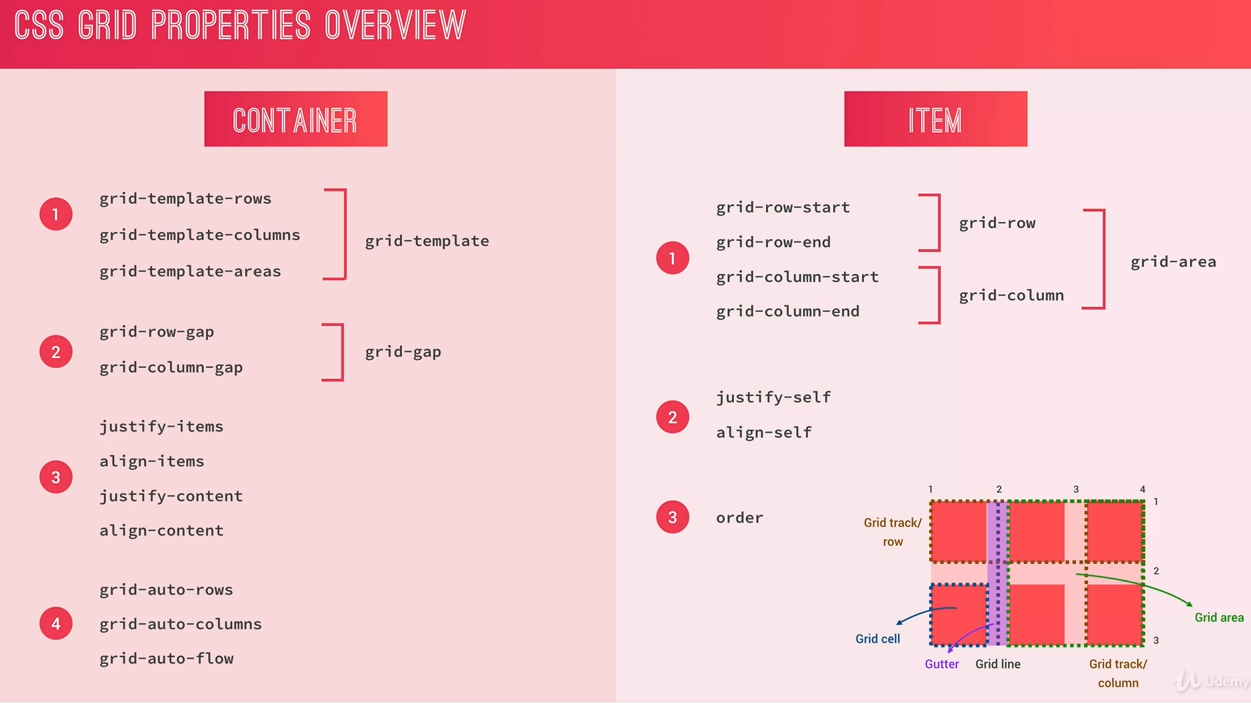 CSS GRID PROPERTIES OVERVIEW
CONTAINER
1
grid-template-rows
grid-template-columns
grid-template-areas
grid-template
2
grid-row-gap
grid-column-gap
grid-gap
3
justify-items
align-items
justify-content
align-content
4
grid-auto-rows
grid-auto-columns
grid-auto-flow
ITEM
1
grid-row-start
grid-row-end
grid-column-start
grid-column-end
grid-row
grid-column
grid-area
2
justify-self
align-self
3
order
1 2 3 4
1
2
3
Grid track/
row
Grid cell
Gutter
Grid line
Grid track/
column
Grid area
Udemy